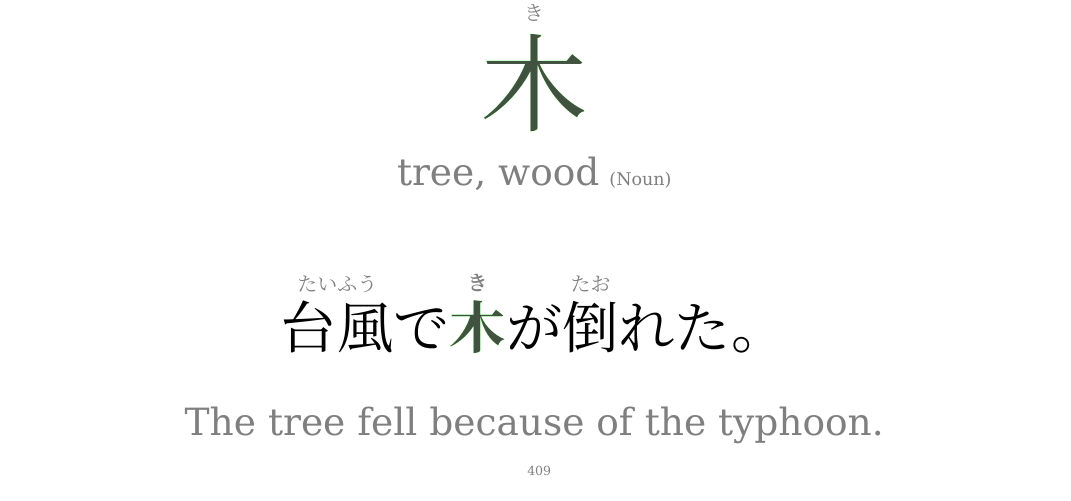 き
木
tree, wood (Noun)
たいふう き たお
台風で木が倒れた。
The tree fell because of the typhoon.
409